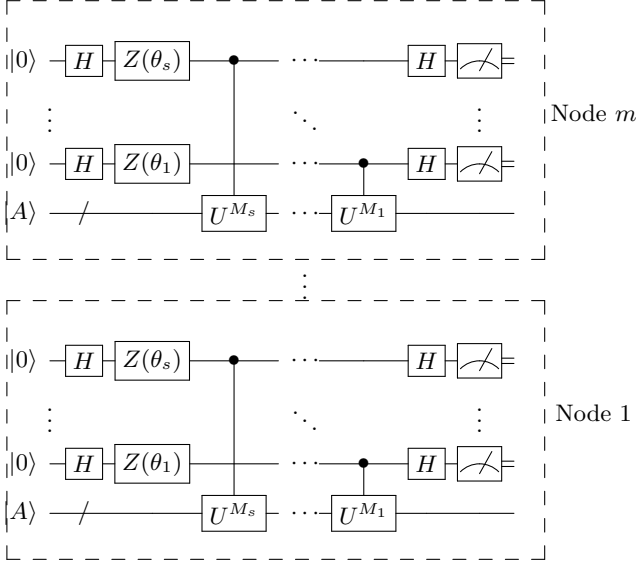 |0⟩ H Z(θ_s) ⋯ H
⋮ ⋱ ⋮ Node m
|0⟩ H Z(θ_1) ⋯ H
|A⟩ U^{M_s} ⋯ U^{M_1}
⋮
|0⟩ H Z(θ_s) ⋯ H
⋮ ⋱ ⋮ Node 1
|0⟩ H Z(θ_1) ⋯ H
|A⟩ U^{M_s} ⋯ U^{M_1}